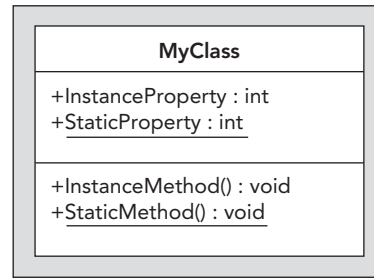 MyClass
+InstanceProperty : int
+StaticProperty : int
+InstanceMethod() : void
+StaticMethod() : void